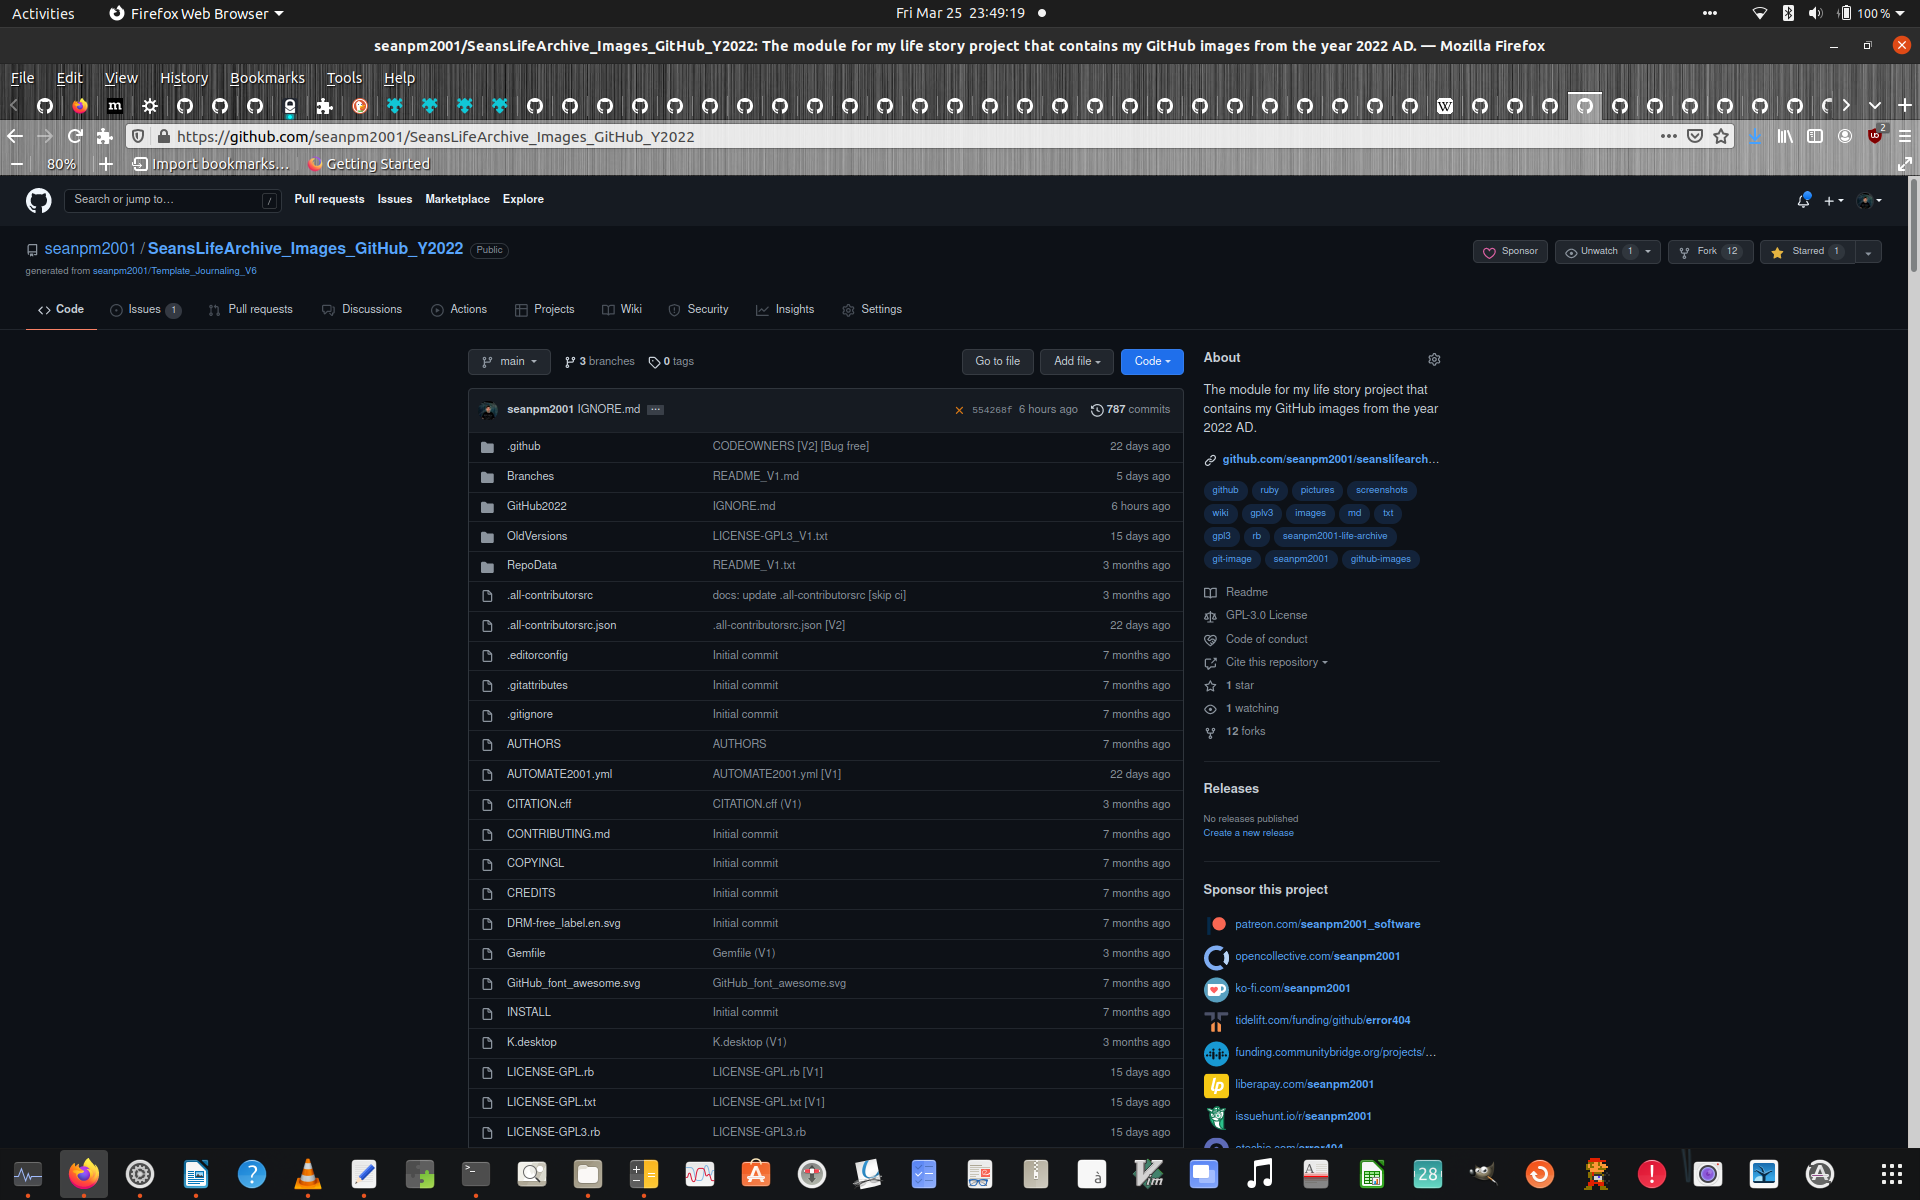 Activities Firefox Web Browser Fri Mar 25 23:49:19 100 %
seanpm2001/SeansLifeArchive_Images_GitHub_Y2022: The module for my life story project that contains my GitHub images from the year 2022 AD. — Mozilla Firefox
File Edit View History Bookmarks Tools Help
https://github.com/seanpm2001/SeansLifeArchive_Images_GitHub_Y2022 2
80% Import bookmarks... Getting Started
Search or jump to... / Pull requests Issues Marketplace Explore
seanpm2001 / SeansLifeArchive_Images_GitHub_Y2022 Public Sponsor Unwatch 1 Fork 12 Starred 1
generated from seanpm2001/Template_Journaling_V6
Code Issues 1 Pull requests Discussions Actions Projects Wiki Security Insights Settings
main 3 branches 0 tags Go to file Add file Code
seanpm2001 IGNORE.md ... 554268f 6 hours ago 787 commits
.github CODEOWNERS [V2] [Bug free] 22 days ago
Branches README_V1.md 5 days ago
GitHub2022 IGNORE.md 6 hours ago
OldVersions LICENSE-GPL3_V1.txt 15 days ago
RepoData README_V1.txt 3 months ago
.all-contributorsrc docs: update .all-contributorsrc [skip ci] 3 months ago
.all-contributorsrc.json .all-contributorsrc.json [V2] 22 days ago
.editorconfig Initial commit 7 months ago
.gitattributes Initial commit 7 months ago
.gitignore Initial commit 7 months ago
AUTHORS AUTHORS 7 months ago
AUTOMATE2001.yml AUTOMATE2001.yml [V1] 22 days ago
CITATION.cff CITATION.cff (V1) 3 months ago
CONTRIBUTING.md Initial commit 7 months ago
COPYINGL Initial commit 7 months ago
CREDITS Initial commit 7 months ago
DRM-free_label.en.svg Initial commit 7 months ago
Gemfile Gemfile (V1) 3 months ago
GitHub_font_awesome.svg GitHub_font_awesome.svg 7 months ago
INSTALL Initial commit 7 months ago
K.desktop K.desktop (V1) 3 months ago
LICENSE-GPL.rb LICENSE-GPL.rb [V1] 15 days ago
LICENSE-GPL.txt LICENSE-GPL.txt [V1] 15 days ago
LICENSE-GPL3.rb LICENSE-GPL3.rb 15 days ago
About
The module for my life story project that
contains my GitHub images from the year
2022 AD.
github.com/seanpm2001/seanslifearch...
github ruby pictures screenshots
wiki gplv3 images md txt
gpl3 rb seanpm2001-life-archive
git-image seanpm2001 github-images
Readme
GPL-3.0 License
Code of conduct
Cite this repository
1 star
1 watching
12 forks
Releases
No releases published
Create a new release
Sponsor this project
patreon.com/seanpm2001_software
opencollective.com/seanpm2001
ko-fi.com/seanpm2001
tidelift.com/funding/github/error404
funding.communitybridge.org/projects/...
liberapay.com/seanpm2001
issuehunt.io/r/seanpm2001
28